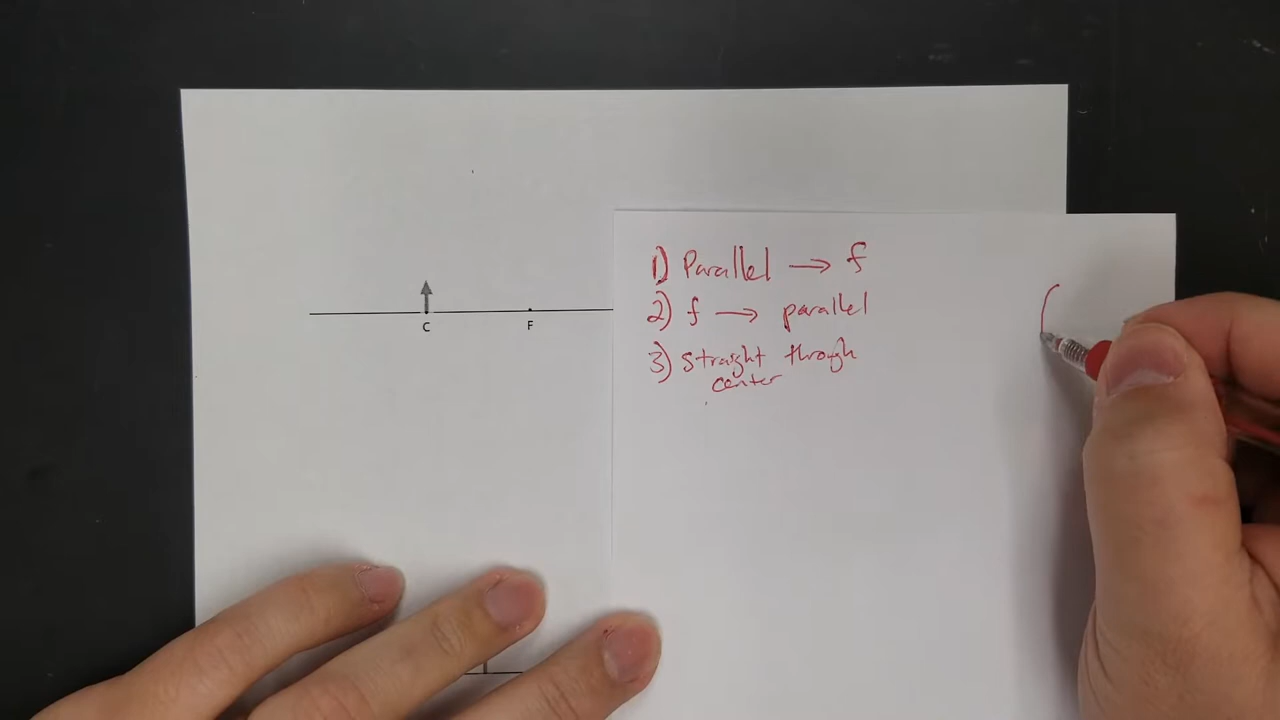 1) Parallel → f
2) f → parallel
3) straight through
center
C
F